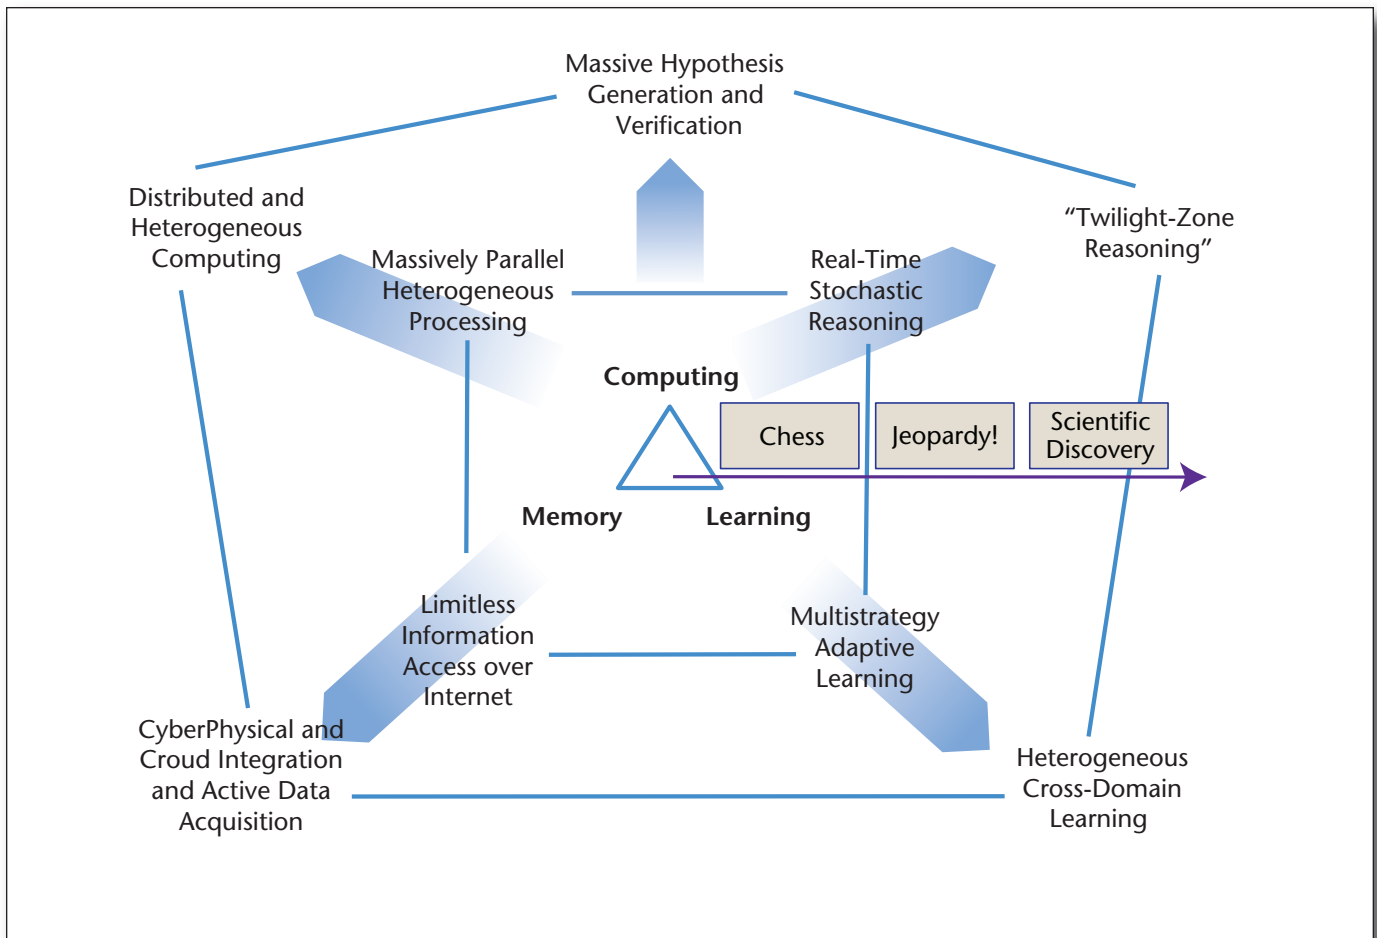 Massive Hypothesis
Generation and
Verification
Distributed and
Heterogeneous
Computing
“Twilight-Zone
Reasoning”
Massively Parallel
Heterogeneous
Processing
Real-Time
Stochastic
Reasoning
Computing
Chess
Jeopardy!
Scientific
Discovery
Memory
Learning
Limitless
Information
Access over
Internet
Multistrategy
Adaptive
Learning
CyberPhysical and
Croud Integration
and Active Data
Acquisition
Heterogeneous
Cross-Domain
Learning